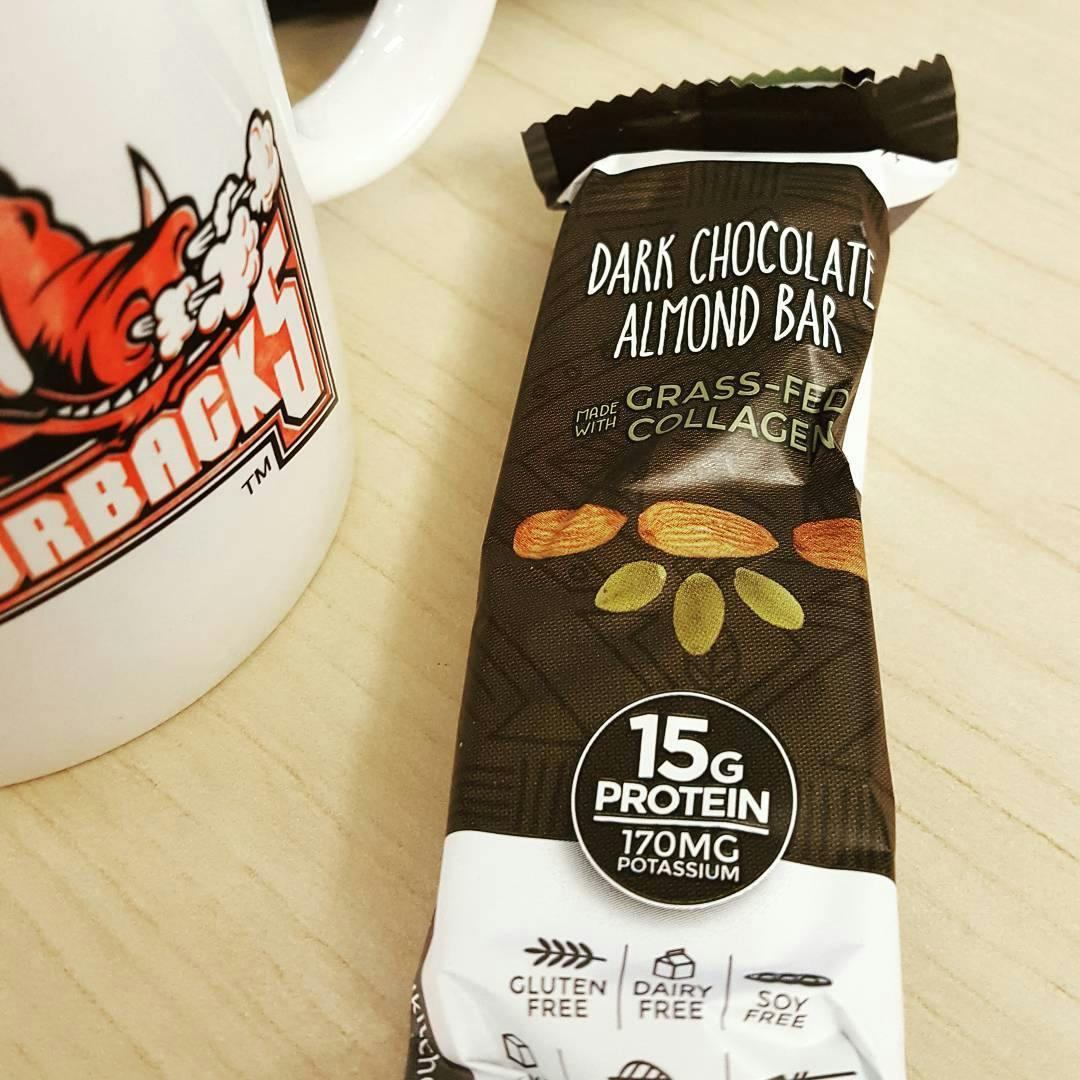 URBACKS
TM
DARK CHOCOLATE
ALMOND BAR
MADE
WITH
GRASS-FED
COLLAGEN
15G
PROTEIN
170MG
POTASSIUM
GLUTEN
FREE
DAIRY
FREE
SOY
FREE